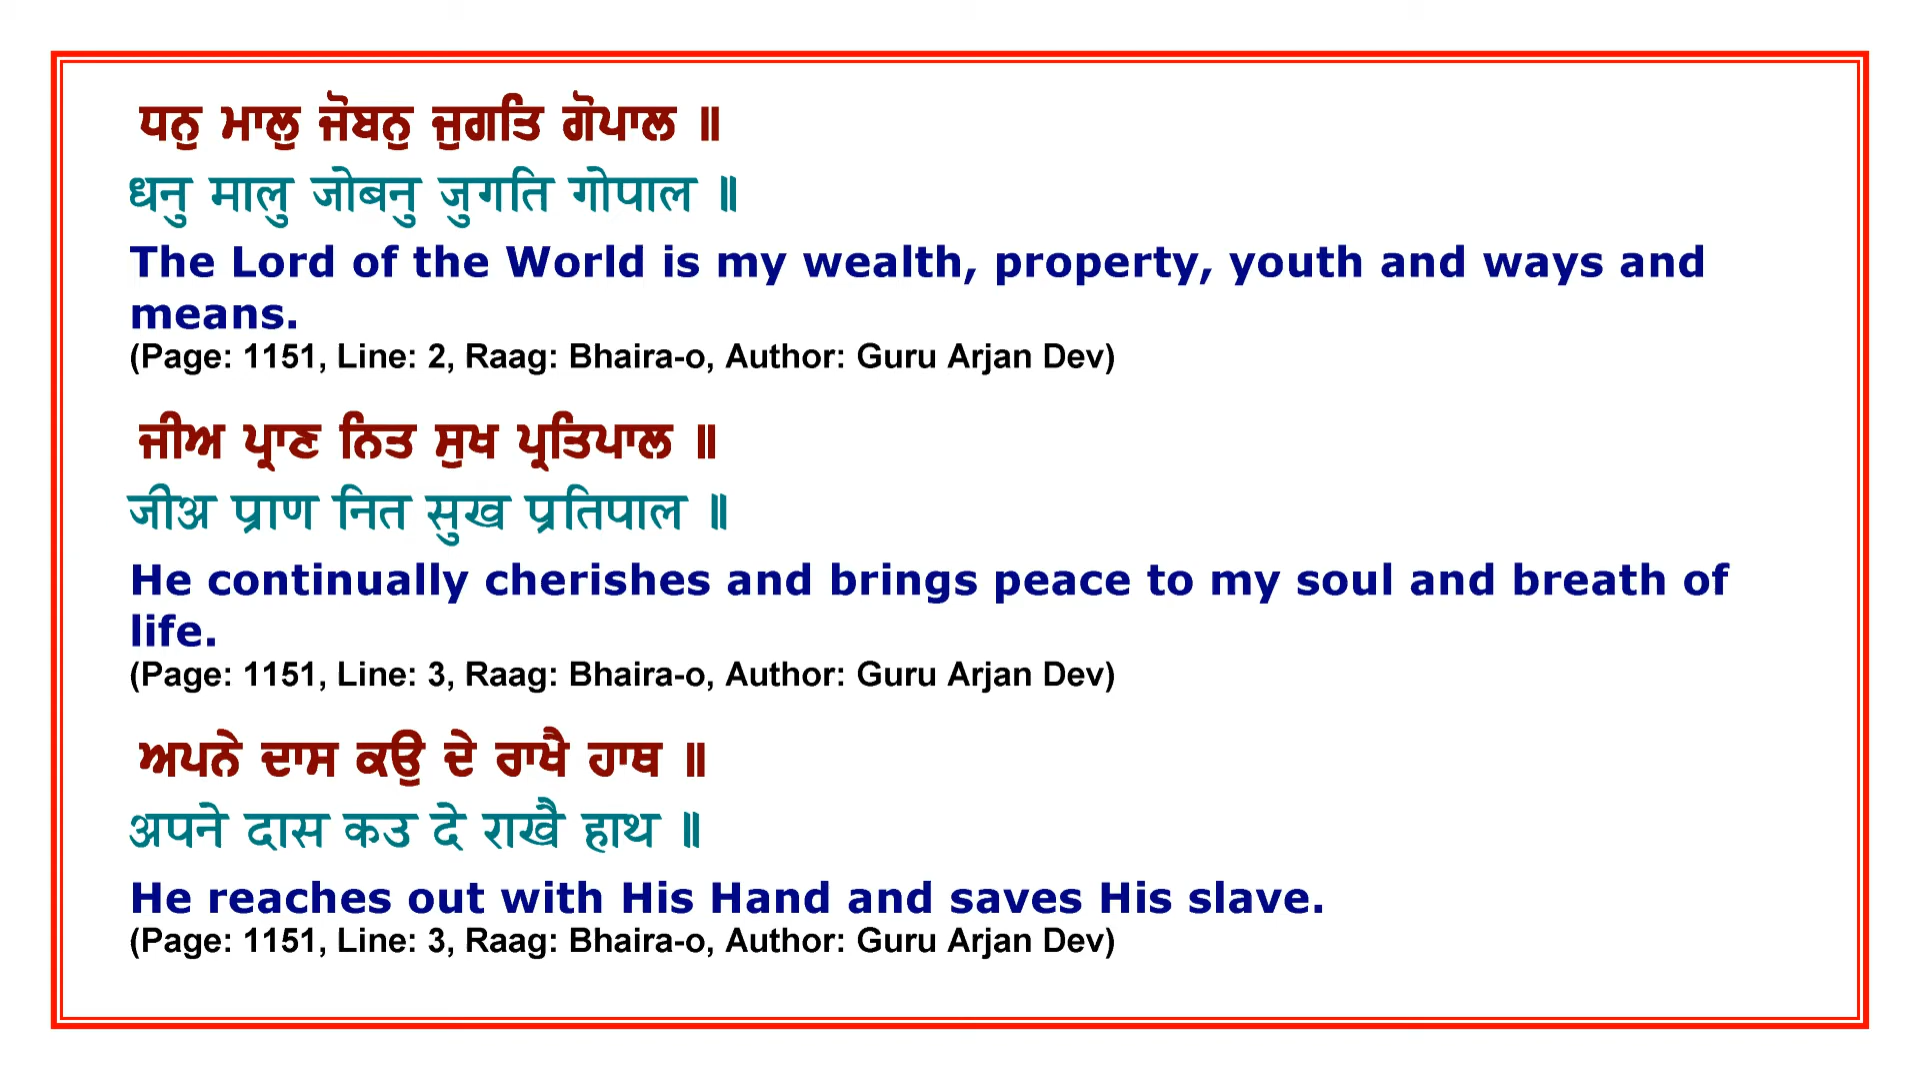 ਧਨੁ ਮਾਲੁ ਜੋਬਨੁ ਜੁਗਤਿ ਗੋਪਾਲ ॥
धनु मालु जोबनु जुगति गोपाल ॥
The Lord of the World is my wealth, property, youth and ways and
means.
(Page: 1151, Line: 2, Raag: Bhaira-o, Author: Guru Arjan Dev)
ਜੀਅ ਪ੍ਰਾਣ ਨਿਤ ਸੁਖ ਪ੍ਰਤਿਪਾਲ ॥
जीअ प्राण नित सुख प्रतिपाल ॥
He continually cherishes and brings peace to my soul and breath of
life.
(Page: 1151, Line: 3, Raag: Bhaira-o, Author: Guru Arjan Dev)
ਅਪਨੇ ਦਾਸ ਕਉ ਦੇ ਰਾਖੈ ਹਾਥ ॥
अपने दास कउ दे राखै हाथ ॥
He reaches out with His Hand and saves His slave.
(Page: 1151, Line: 3, Raag: Bhaira-o, Author: Guru Arjan Dev)